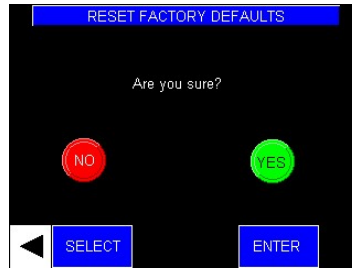 RESET FACTORY DEFAULTS
Are you sure?
NO YES
SELECT ENTER